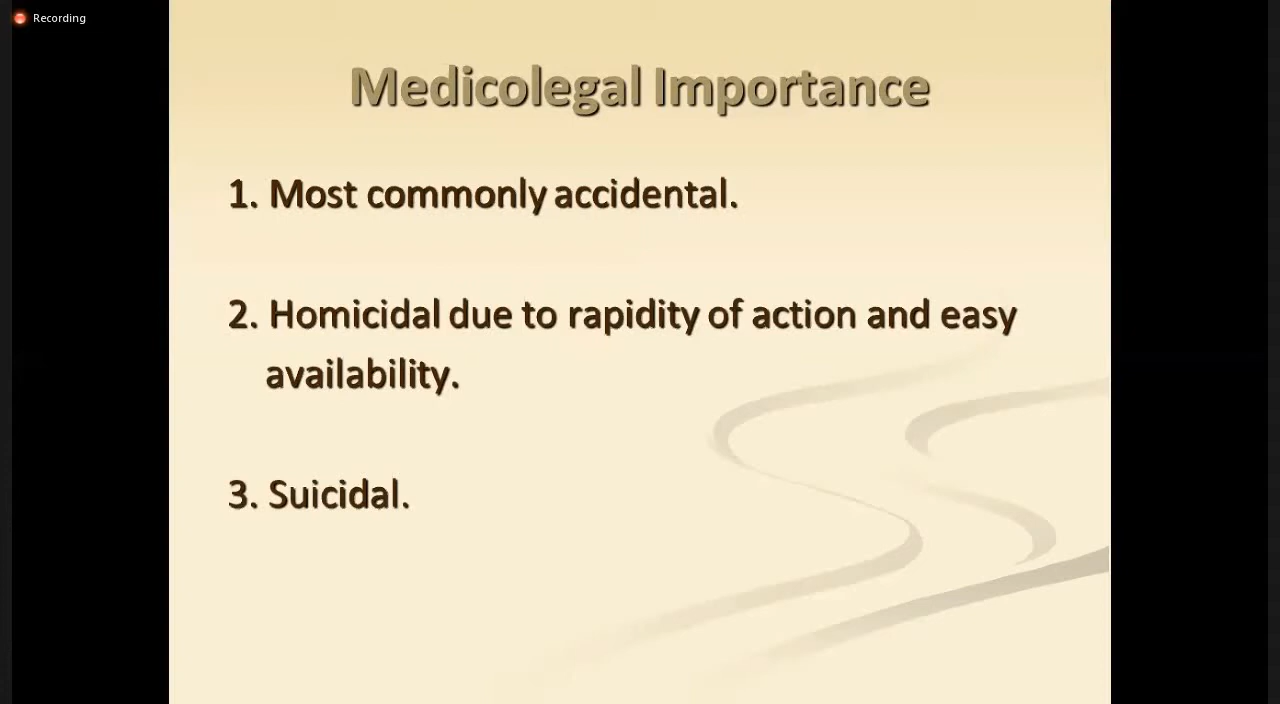 Recording
Medicolegal Importance
1. Most commonly accidental.
2. Homicidal due to rapidity of action and easy
availability.
3. Suicidal.